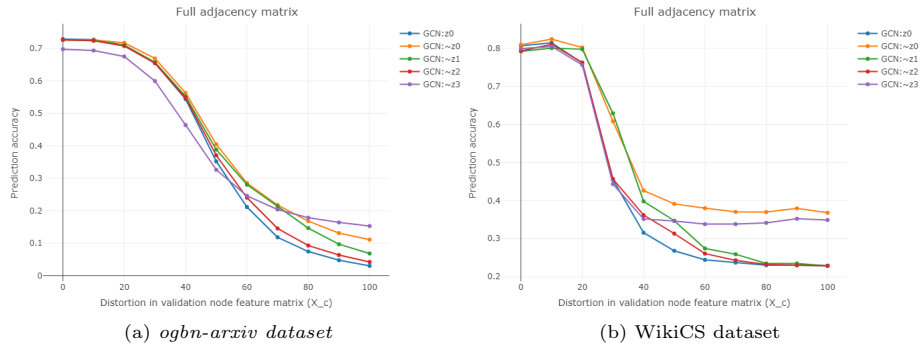 Full adjacency matrix
Prediction accuracy
0.7
0.6
0.5
0.4
0.3
0.2
0.1
0
0
20
40
60
80
100
Distortion in validation node feature matrix (X_c)
GCN:z0
GCN:~z0
GCN:~z1
GCN:~z2
GCN:~z3
(a) ogbn-arxiv dataset
Full adjacency matrix
Prediction accuracy
0.8
0.7
0.6
0.5
0.4
0.3
0.2
0
20
40
60
80
100
Distortion in validation node feature matrix (X_c)
GCN:z0
GCN:~z0
GCN:~z1
GCN:~z2
GCN:~z3
(b) WikiCS dataset